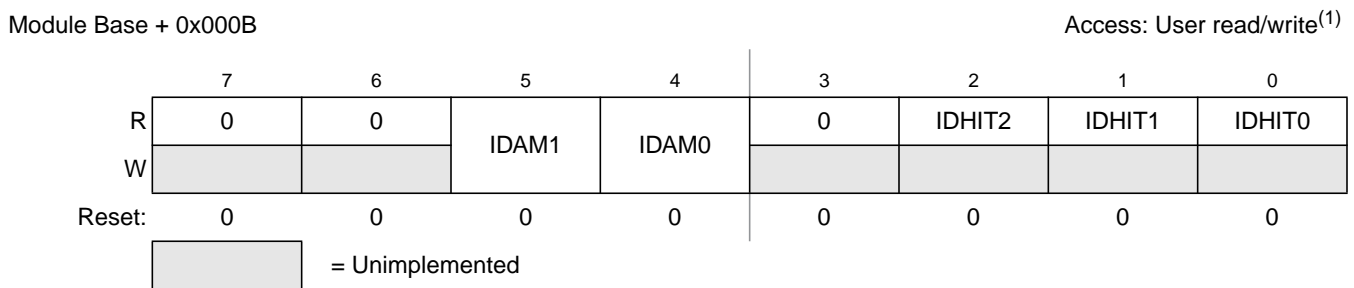 Module Base + 0x000B Access: User read/write(1)
7 6 5 4 3 2 1 0
R 0 0 IDAM1 IDAM0 0 IDHIT2 IDHIT1 IDHIT0
W
Reset: 0 0 0 0 0 0 0 0
= Unimplemented